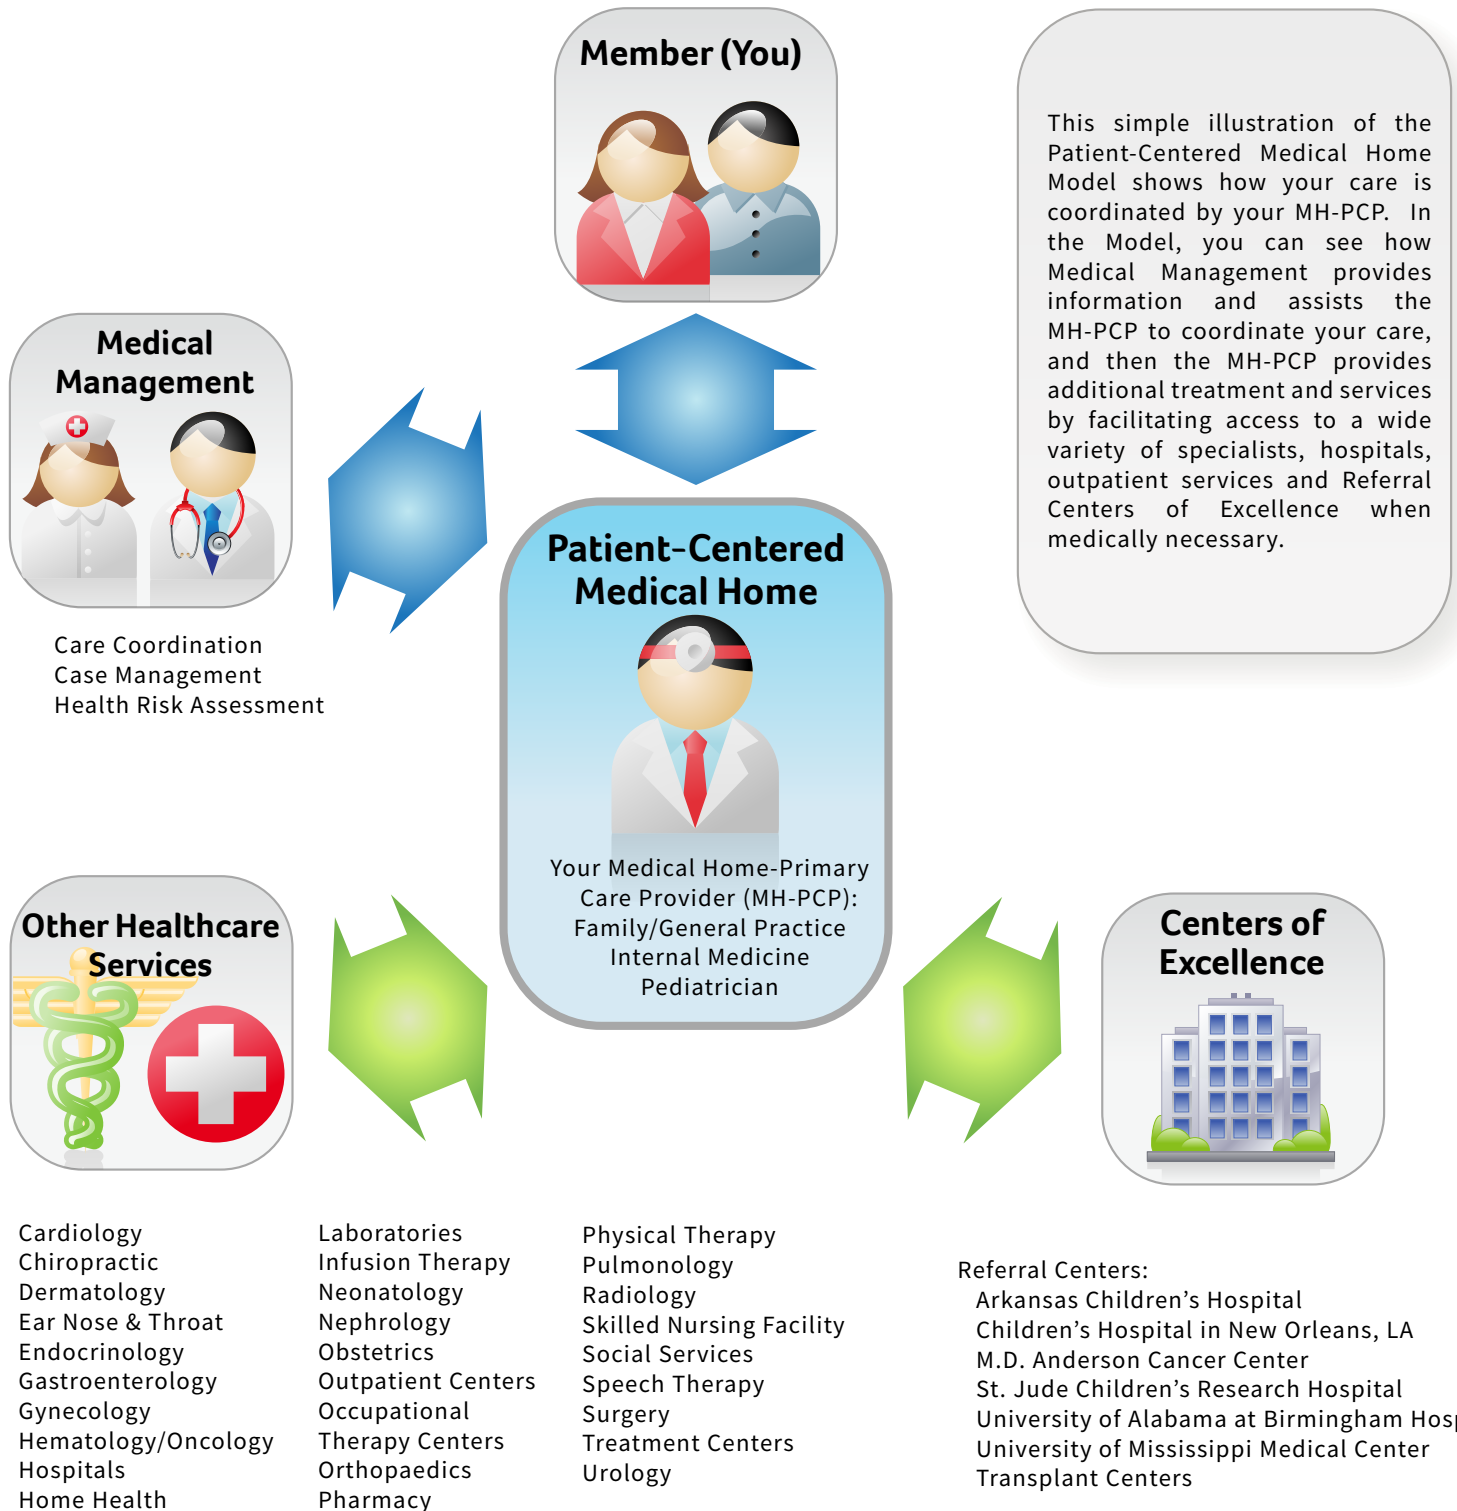 Member (You)
This simple illustration of the
Patient-Centered Medical Home
Model shows how your care is
coordinated by your MH-PCP. In
the Model, you can see how
Medical Management provides
information and assists the
MH-PCP to coordinate your care,
and then the MH-PCP provides
additional treatment and services
by facilitating access to a wide
variety of specialists, hospitals,
outpatient services and Referral
Centers of Excellence when
medically necessary.
Medical
Management
Care Coordination
Case Management
Health Risk Assessment
Patient-Centered
Medical Home
Your Medical Home-Primary
Care Provider (MH-PCP):
Family/General Practice
Internal Medicine
Pediatrician
Other Healthcare
Services
Centers of
Excellence
Cardiology
Chiropractic
Dermatology
Ear Nose & Throat
Endocrinology
Gastroenterology
Gynecology
Hematology/Oncology
Hospitals
Home Health
Laboratories
Infusion Therapy
Neonatology
Nephrology
Obstetrics
Outpatient Centers
Occupational
Therapy Centers
Orthopaedics
Pharmacy
Physical Therapy
Pulmonology
Radiology
Skilled Nursing Facility
Social Services
Speech Therapy
Surgery
Treatment Centers
Urology
Referral Centers:
Arkansas Children’s Hospital
Children’s Hospital in New Orleans, LA
M.D. Anderson Cancer Center
St. Jude Children’s Research Hospital
University of Alabama at Birmingham
University of Mississippi Medical Center
Transplant Centers